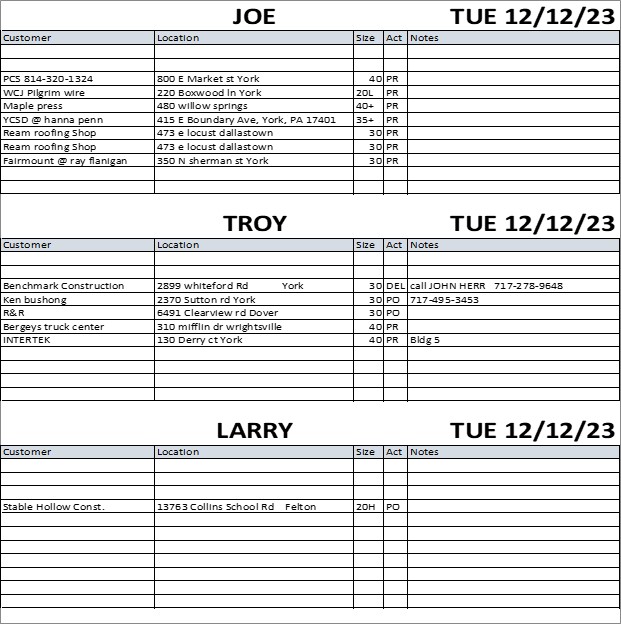 JOE TUE 12/12/23
Customer Location Size Act Notes
PCS 814-320-1324 800 E Market st York 40 PR
WCJ Pilgrim wire 220 Boxwood ln York 20L PR
Maple press 480 willow springs 40+ PR
YCSD @ hanna penn 415 E Boundary Ave, York, PA 17401 35+ PR
Ream roofing Shop 473 e locust dallastown 30 PR
Ream roofing Shop 473 e locust dallastown 30 PR
Fairmount @ ray flanigan 350 N sherman st York 30 PR
TROY TUE 12/12/23
Customer Location Size Act Notes
Benchmark Construction 2899 whiteford Rd York 30 DEL call JOHN HERR 717-278-9648
Ken bushong 2370 Sutton rd York 30 PO 717-495-3453
R&R 6491 Clearview rd Dover 30 PO
Bergeys truck center 310 mifflin dr wrightsville 40 PR
INTERTEK 130 Derry ct York 40 PR Bldg 5
LARRY TUE 12/12/23
Customer Location Size Act Notes
Stable Hollow Const. 13763 Collins School Rd Felton 20H PO